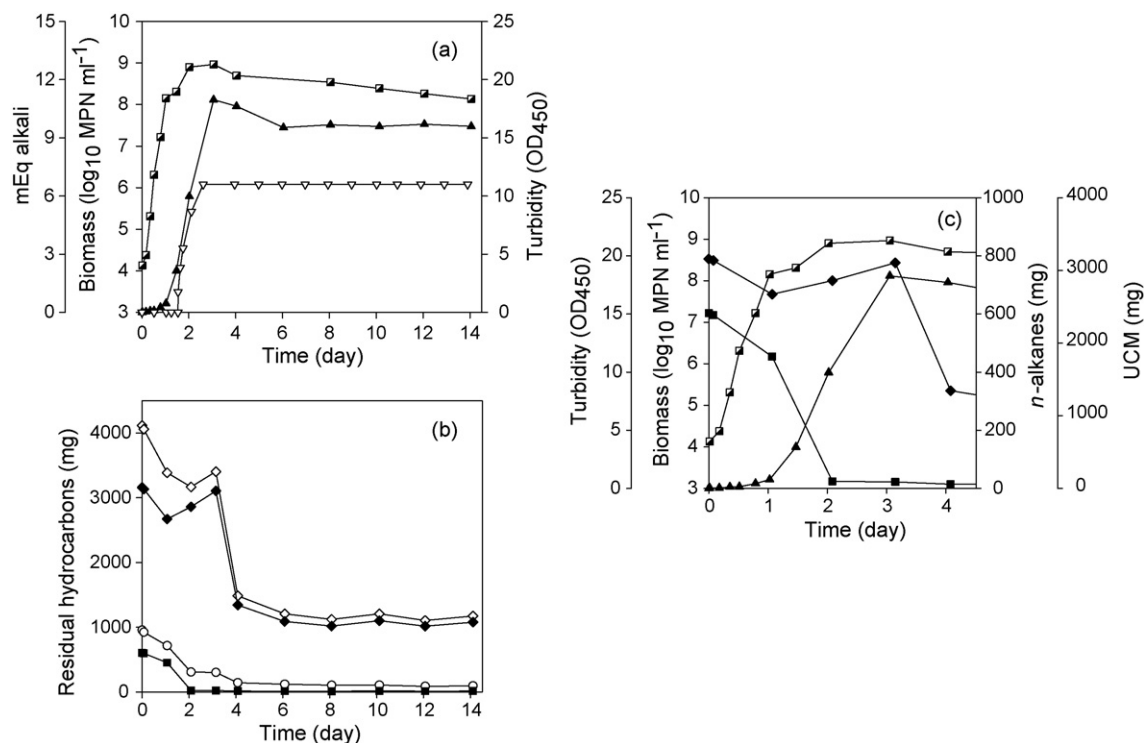 (a)
mEq alkali
15
12
9
6
3
0
Biomass (log10 MPN ml-1)
10
9
8
7
6
5
4
3
Turbidity (OD450)
25
20
15
10
5
0
0 2 4 6 8 10 12 14
Time (day)
(b)
Residual hydrocarbons (mg)
4000
3000
2000
1000
0
0 2 4 6 8 10 12 14
Time (day)
(c)
Turbidity (OD450)
25
20
15
10
5
0
Biomass (log10 MPN ml-1)
10
9
8
7
6
5
4
3
n-alkanes (mg)
1000
800
600
400
200
0
UCM (mg)
4000
3000
2000
1000
0
0 1 2 3 4
Time (day)